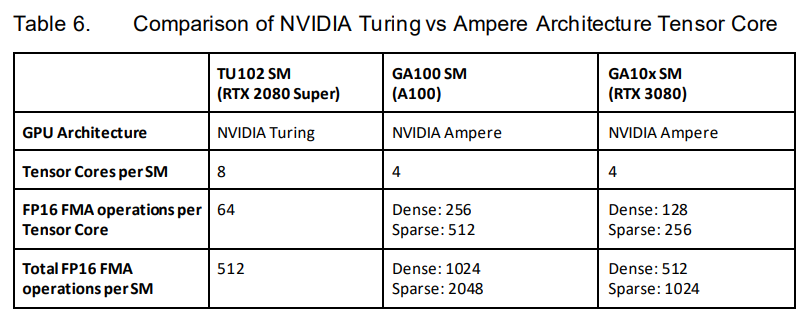 Table 6. Comparison of NVIDIA Turing vs Ampere Architecture Tensor Core
TU102 SM GA100 SM GA10x SM
(RTX 2080 Super) (A100) (RTX 3080)
GPU Architecture NVIDIA Turing NVIDIA Ampere NVIDIA Ampere
Tensor Cores per SM 8 4 4
FP16 FMA operations per 64 Dense: 256 Dense: 128
Tensor Core Sparse: 512 Sparse: 256
Total FP16 FMA 512 Dense: 1024 Dense: 512
operations per SM Sparse: 2048 Sparse: 1024